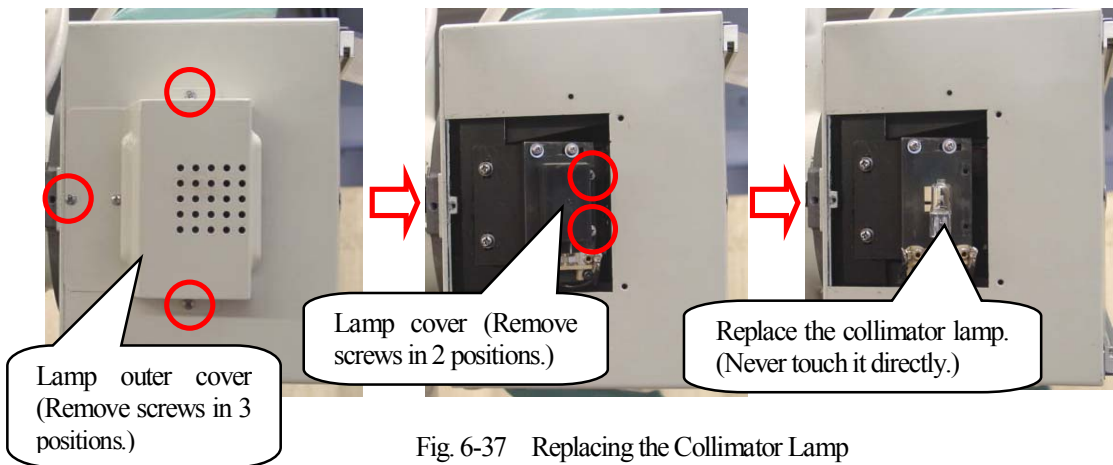 Lamp outer cover
(Remove screws in 3
positions.)
Lamp cover (Remove
screws in 2 positions.)
Replace the collimator lamp.
(Never touch it directly.)
Fig. 6-37 Replacing the Collimator Lamp